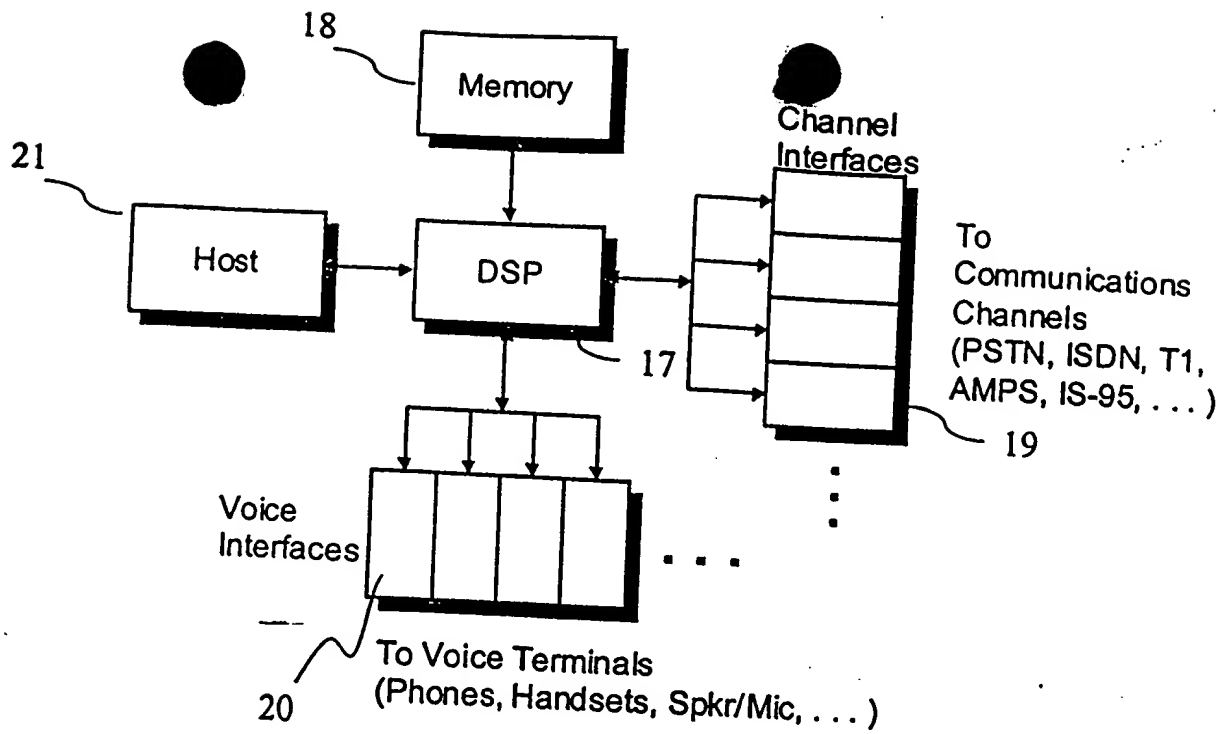 18
Memory
Channel
Interfaces
21
Host
DSP
To
Communications
Channels
(PSTN, ISDN, T1,
AMPS, IS-95, . . . )
17
19
Voice
Interfaces
. . .
20
To Voice Terminals
(Phones, Handsets, Spkr/Mic, . . . )